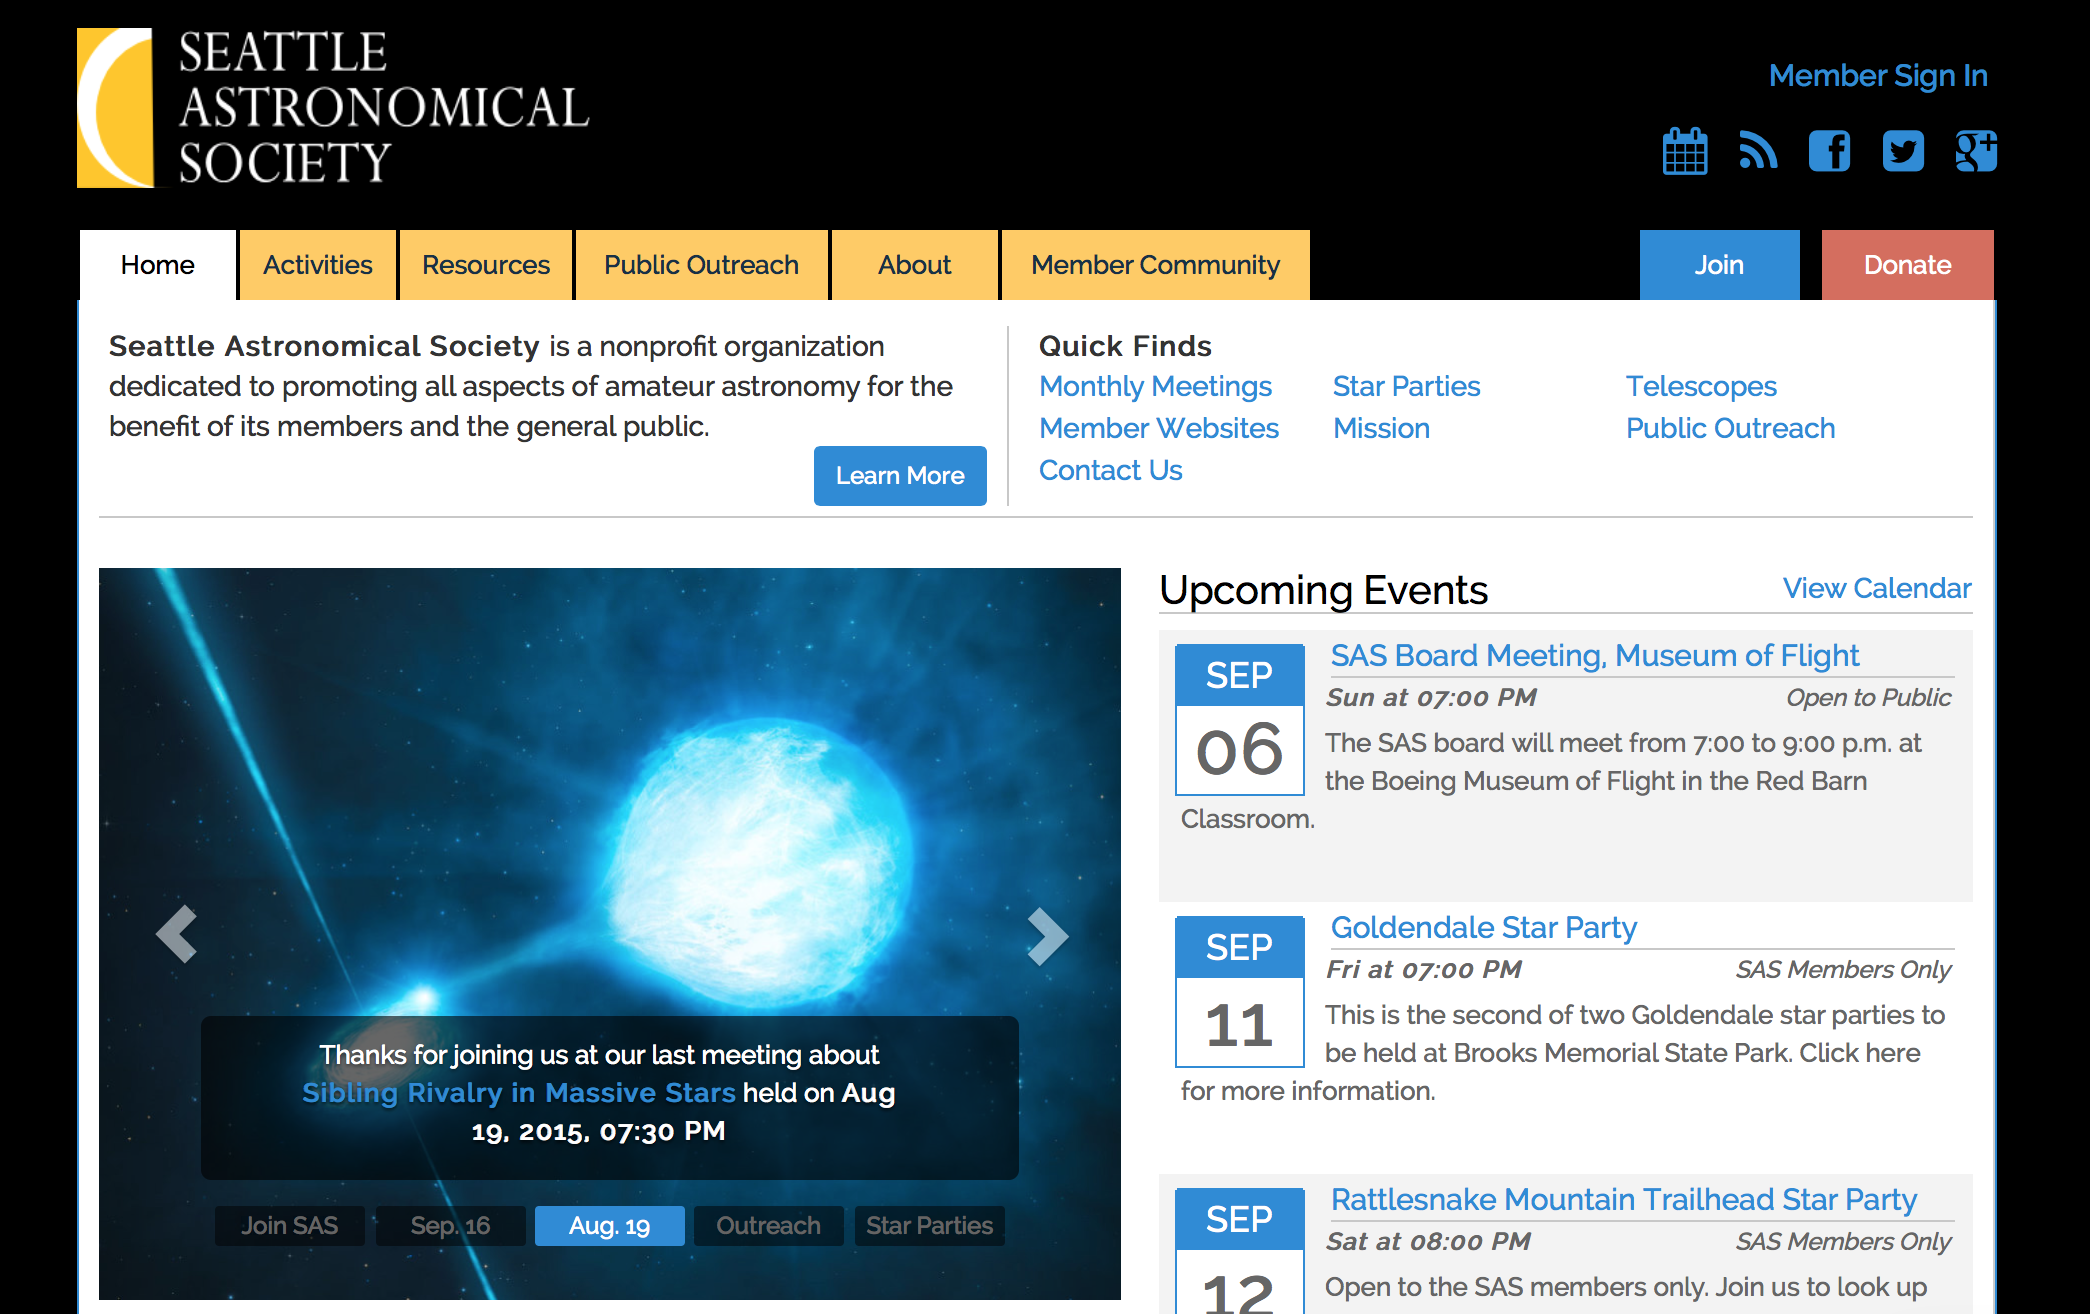 SEATTLE
ASTRONOMICAL
SOCIETY
Member Sign In
Home
Activities
Resources
Public Outreach
About
Member Community
Join
Donate
Seattle Astronomical Society is a nonprofit organization
dedicated to promoting all aspects of amateur astronomy for the
benefit of its members and the general public.
Learn More
Quick Finds
Monthly Meetings
Star Parties
Telescopes
Member Websites
Mission
Public Outreach
Contact Us
Thanks for joining us at our last meeting about
Sibling Rivalry in Massive Stars held on Aug
19, 2015, 07:30 PM
Join SAS
Sep. 16
Aug. 19
Outreach
Star Parties
Upcoming Events
View Calendar
SEP
06
SAS Board Meeting, Museum of Flight
Sun at 07:00 PM
Open to Public
The SAS board will meet from 7:00 to 9:00 p.m. at
the Boeing Museum of Flight in the Red Barn
Classroom.
SEP
11
Goldendale Star Party
Fri at 07:00 PM
SAS Members Only
This is the second of two Goldendale star parties to
be held at Brooks Memorial State Park. Click here
for more information.
SEP
12
Rattlesnake Mountain Trailhead Star Party
Sat at 08:00 PM
SAS Members Only
Open to the SAS members only. Join us to look up